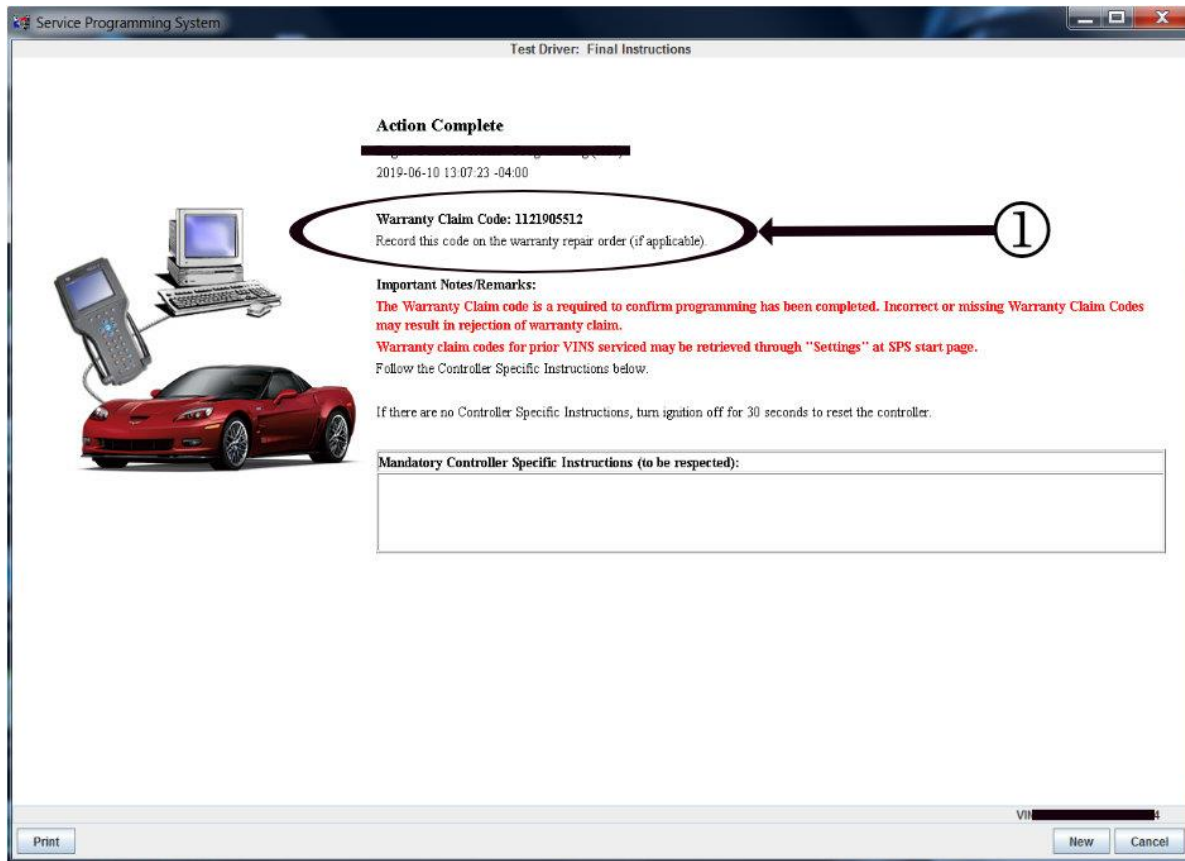 Service Programming System
Test Driver: Final Instructions
Action Complete
2019-06-10 13:07:23 -04:00
Warranty Claim Code: 1121905512
Record this code on the warranty repair order (if applicable).
1
Important Notes/Remarks:
The Warranty Claim code is a required to confirm programming has been completed. Incorrect or missing Warranty Claim Codes
may result in rejection of warranty claim.
Warranty claim codes for prior VINS serviced may be retrieved through "Settings" at SPS start page.
Follow the Controller Specific Instructions below.
If there are no Controller Specific Instructions, turn ignition off for 30 seconds to reset the controller.
Mandatory Controller Specific Instructions (to be respected):
VIN 4
Print
New
Cancel